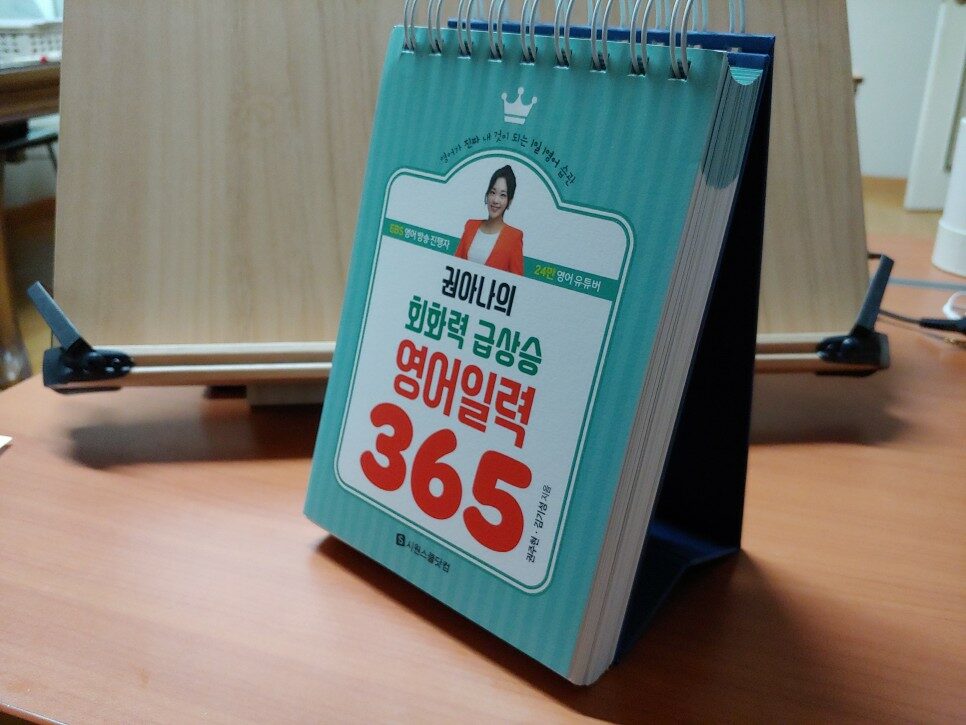 영어가 진짜 내 것이 되는 1일 1영어 습관
EBS 영어 방송 진행자
24만 영어 유튜버
권아나의
회화력 급상승
영어일력
365
권주현 · 김기성 지음
S 시원스쿨닷컴